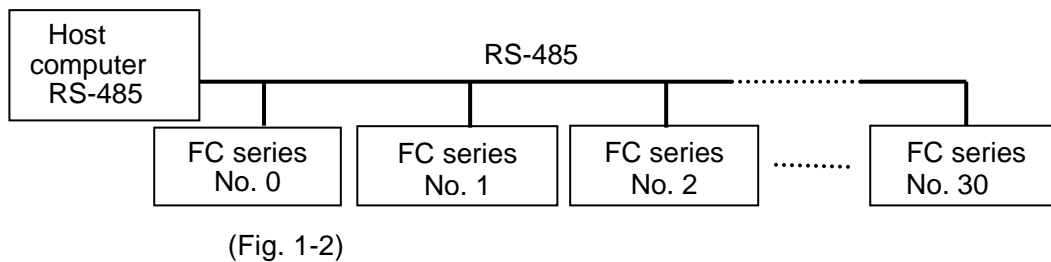 Host
computer
RS-485
RS-485
FC series
No. 0
FC series
No. 1
FC series
No. 2
FC series
No. 30
(Fig. 1-2)